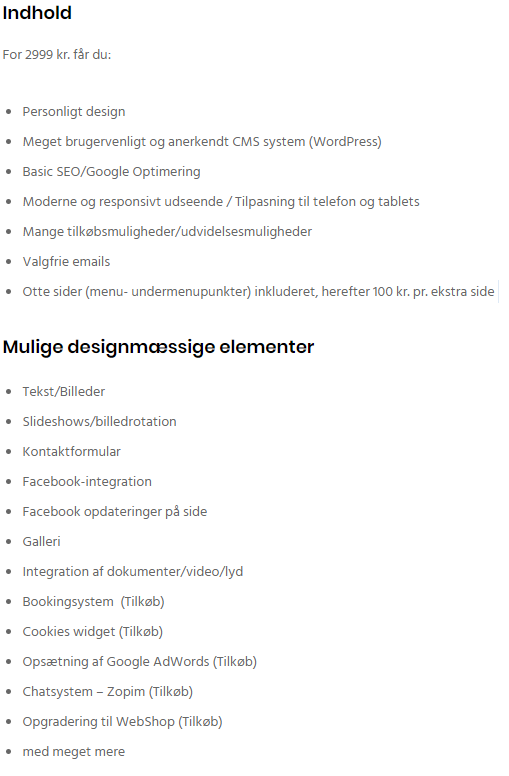 Indhold
For 2999 kr. får du:
Personligt design
Meget brugervenligt og anerkendt CMS system (WordPress)
Basic SEO/Google Optimering
Moderne og responsivt udseende / Tilpasning til telefon og tablets
Mange tilkøbsmuligheder/udvidelsesmuligheder
Valgfrie emails
Otte sider (menu- undermenupunkter) inkluderet, herefter 100 kr. pr. ekstra side
Mulige designmæssige elementer
Tekst/Billeder
Slideshows/billedrotation
Kontaktformular
Facebook-integration
Facebook opdateringer på side
Galleri
Integration af dokumenter/video/lyd
Bookingsystem  (Tilkøb)
Cookies widget (Tilkøb)
Opsætning af Google AdWords (Tilkøb)
Chatsystem – Zopim (Tilkøb)
Opgradering til WebShop (Tilkøb)
med meget mere